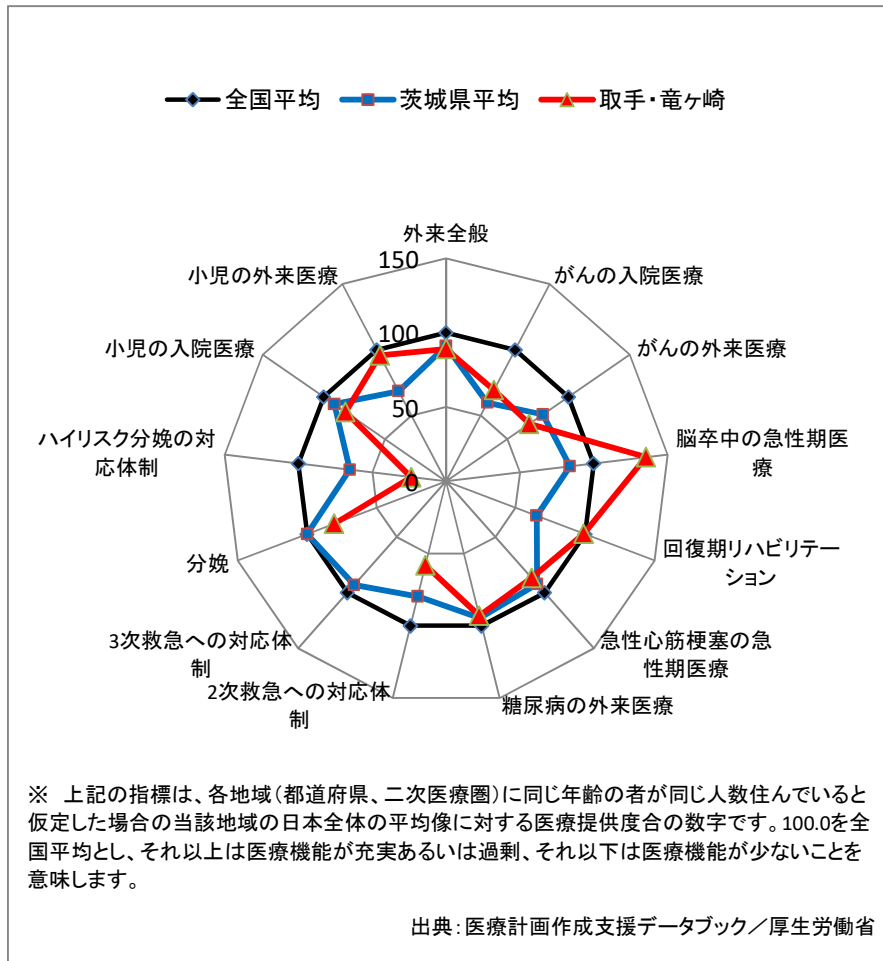 全国平均 茨城県平均 取手・竜ヶ崎
外来全般
150
100
50
0
がんの入院医療
がんの外来医療
脳卒中の急性期医
療
回復期リハビリテー
ション
急性心筋梗塞の急
性期医療
糖尿病の外来医療
2次救急への対応体
制
3次救急への対応体
制
分娩
ハイリスク分娩の対
応体制
小児の入院医療
小児の外来医療
※ 上記の指標は、各地域(都道府県、二次医療圏)に同じ年齢の者が同じ人数住んでいると
仮定した場合の当該地域の日本全体の平均像に対する医療提供度合の数字です。100.0を全
国平均とし、それ以上は医療機能が充実あるいは過剰、それ以下は医療機能が少ないことを
意味します。
出典:医療計画作成支援データブック/厚生労働省